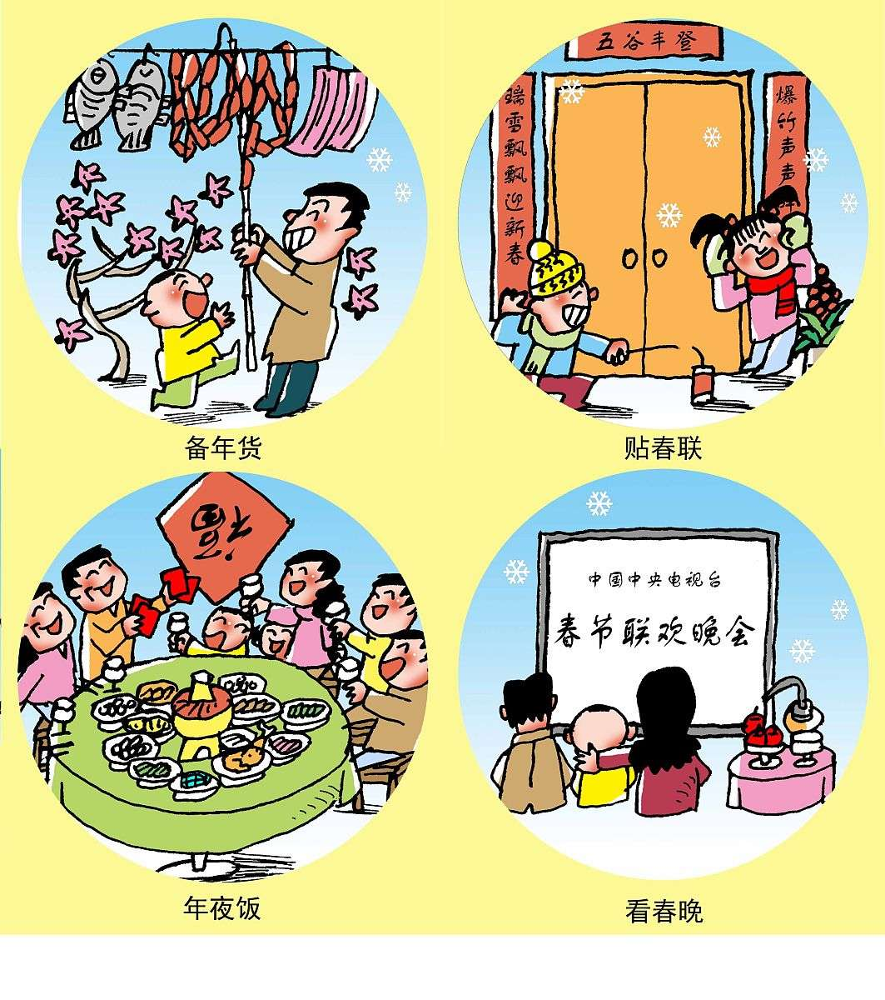 五谷丰登
瑞雪飘飘迎新春
爆竹声声
备年货
贴春联
福
年夜饭
中国中央电视台
春节联欢晚会
看春晚